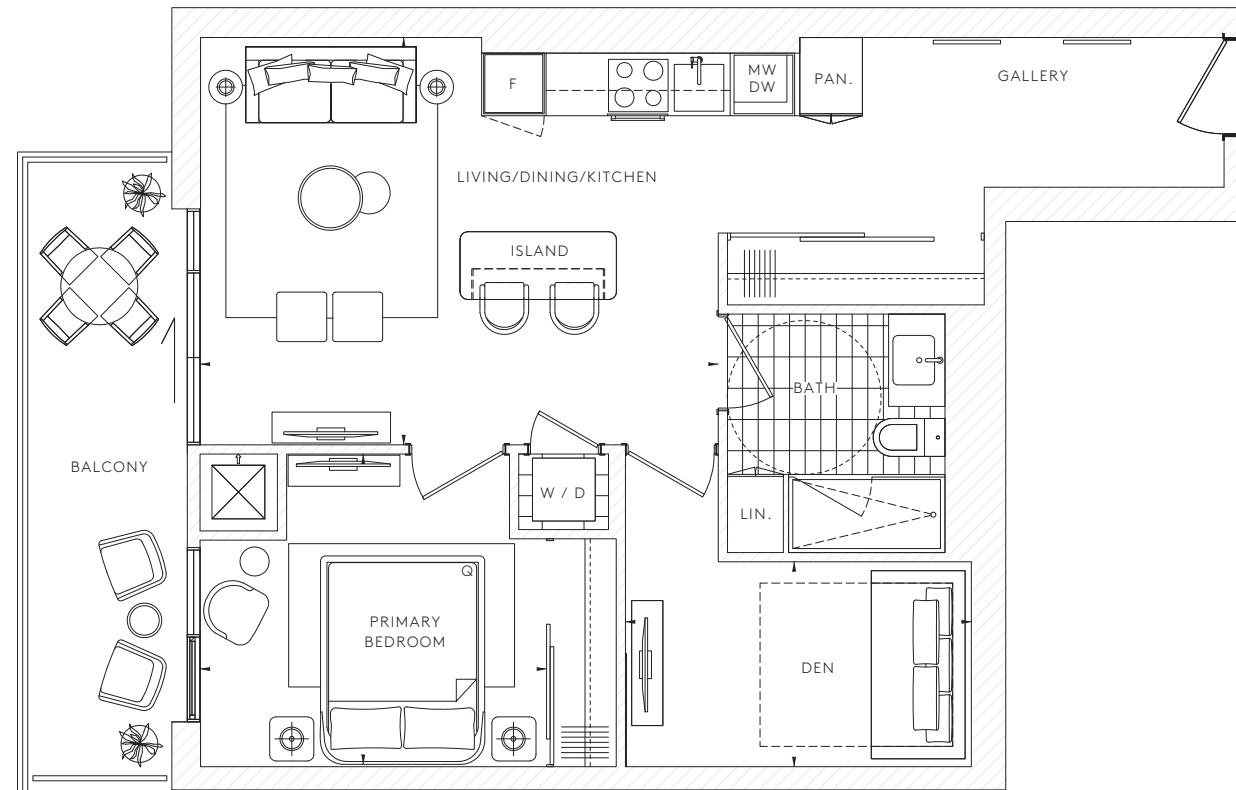 F
MW
DW
PAN.
GALLERY
LIVING/DINING/KITCHEN
ISLAND
BATH
BALCONY
W / D
LIN.
Q
PRIMARY
BEDROOM
DEN